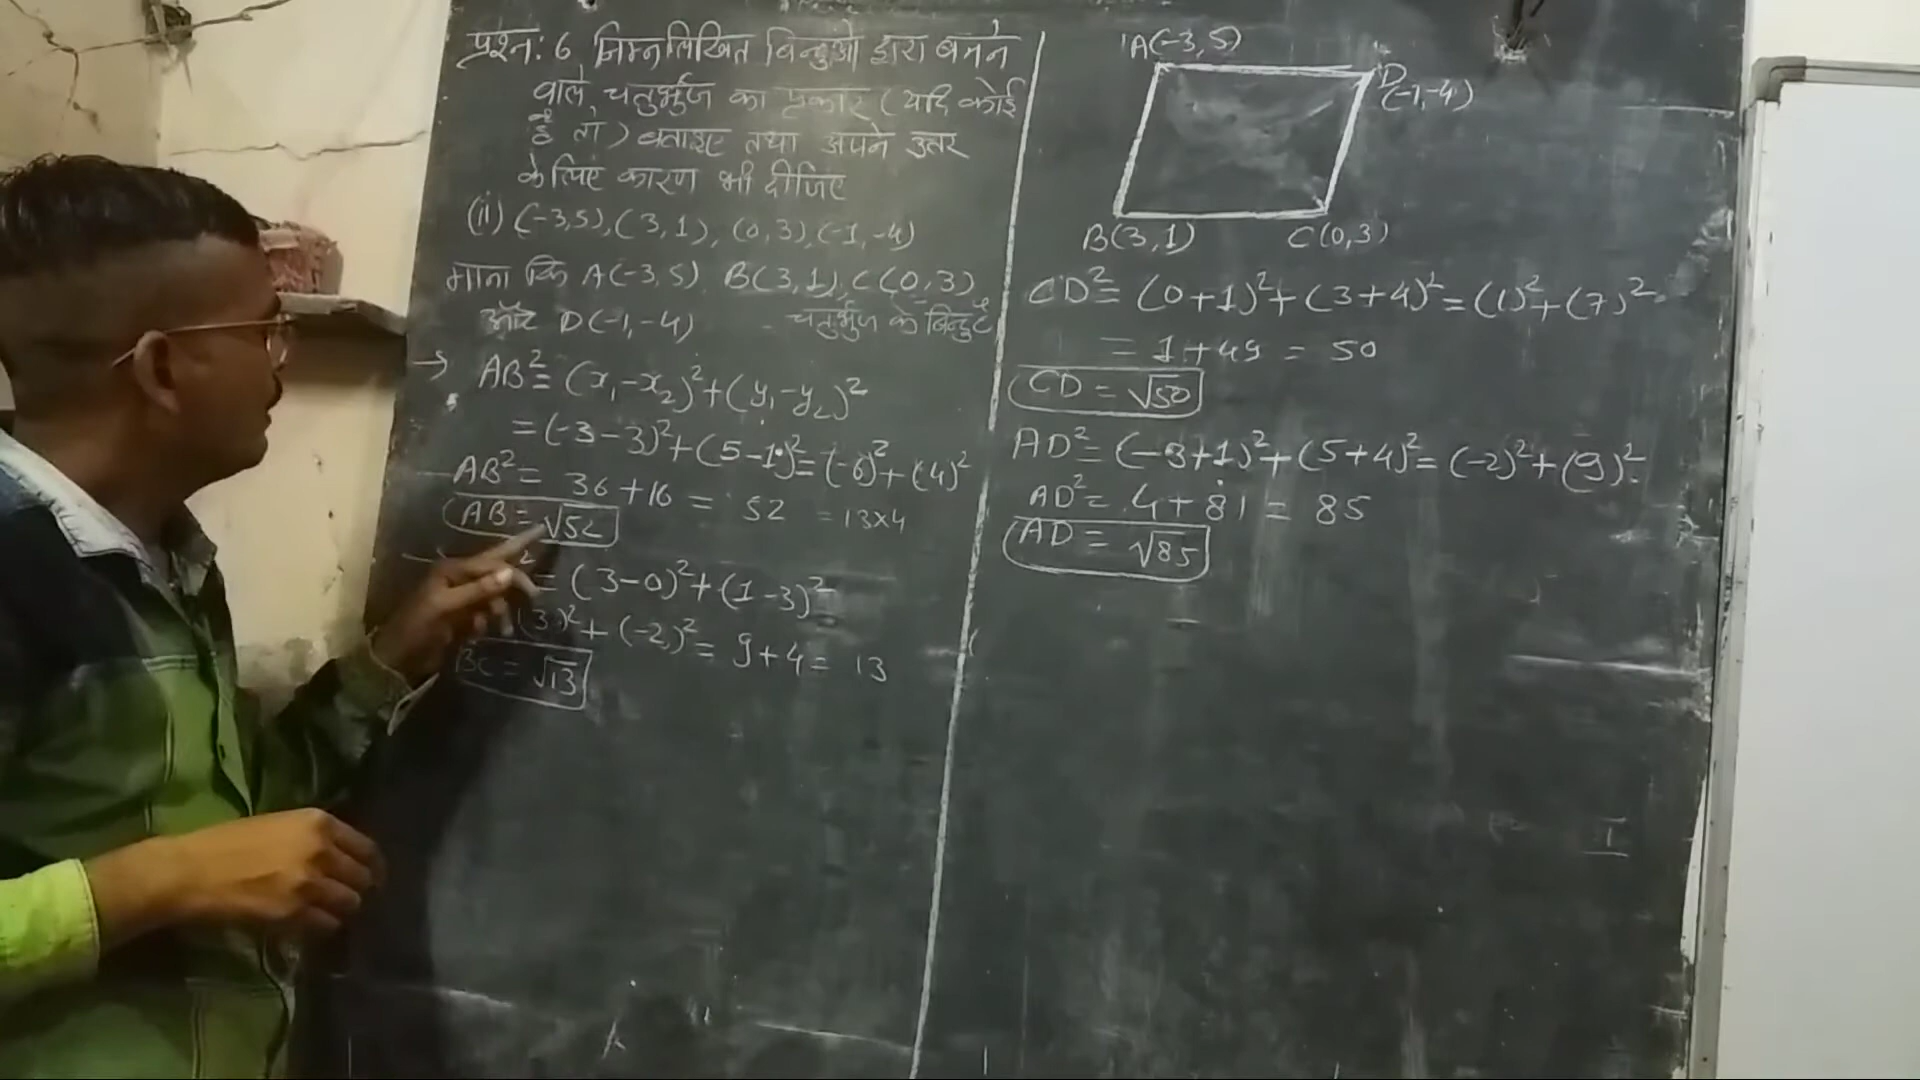 प्रश्न: 6 निम्नलिखित बिन्दुओ द्वारा बनने
वाले चतुर्भुज का प्रकार (यदि कोई
है तो) बताइए तथा अपने उतर
के लिए कारण भी दीजिए
(ii) (-3,5), (3,1), (0,3), (-1,-4)
माना कि A(-3,5) B(3,1), C(0,3)
और D(-1,-4) चतुर्भुज के बिन्दु है
→ AB² = (x₁-x₂)²+(y₁-y₂)²
= (-3-3)²+(5-1)²=(-6)²+(4)²
AB² = 36+16 = 52 = 13×4
AB = √52
² = (3-0)²+(1-3)²
(3)²+(-2)² = 9+4 = 13
BC = √13
A(-3,5)
D
(-1,-4)
B(3,1) C(0,3)
CD² = (0+1)²+(3+4)² = (1)²+(7)²
= 1+49 = 50
CD = √50
AD² = (-3+1)²+(5+4)² = (-2)²+(9)²
AD² = 4+81 = 85
AD = √85